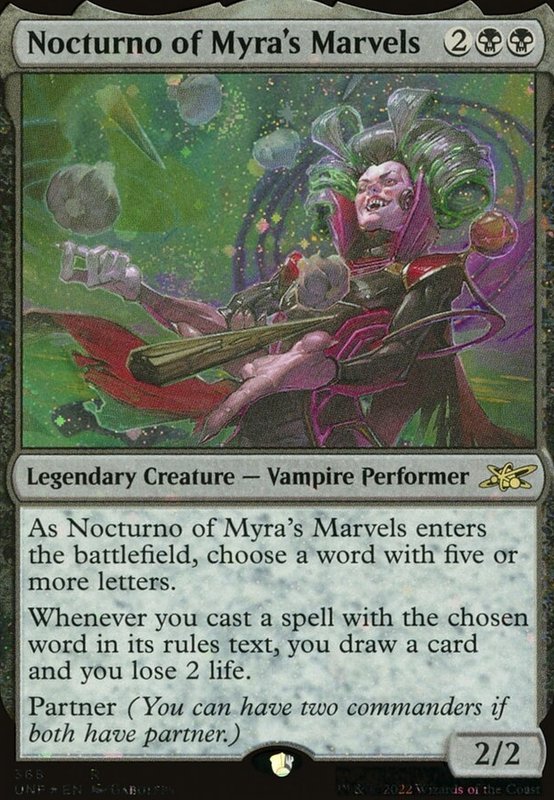 Nocturno of Myra's Marvels 2
Legendary Creature — Vampire Performer
As Nocturno of Myra's Marvels enters
the battlefield, choose a word with five or
more letters.
Whenever you cast a spell with the chosen
word in its rules text, you draw a card
and you lose 2 life.
Partner (You can have two commanders if
both have partner.)
2/2
R
UNF EN
2022 Wizards of the Coast